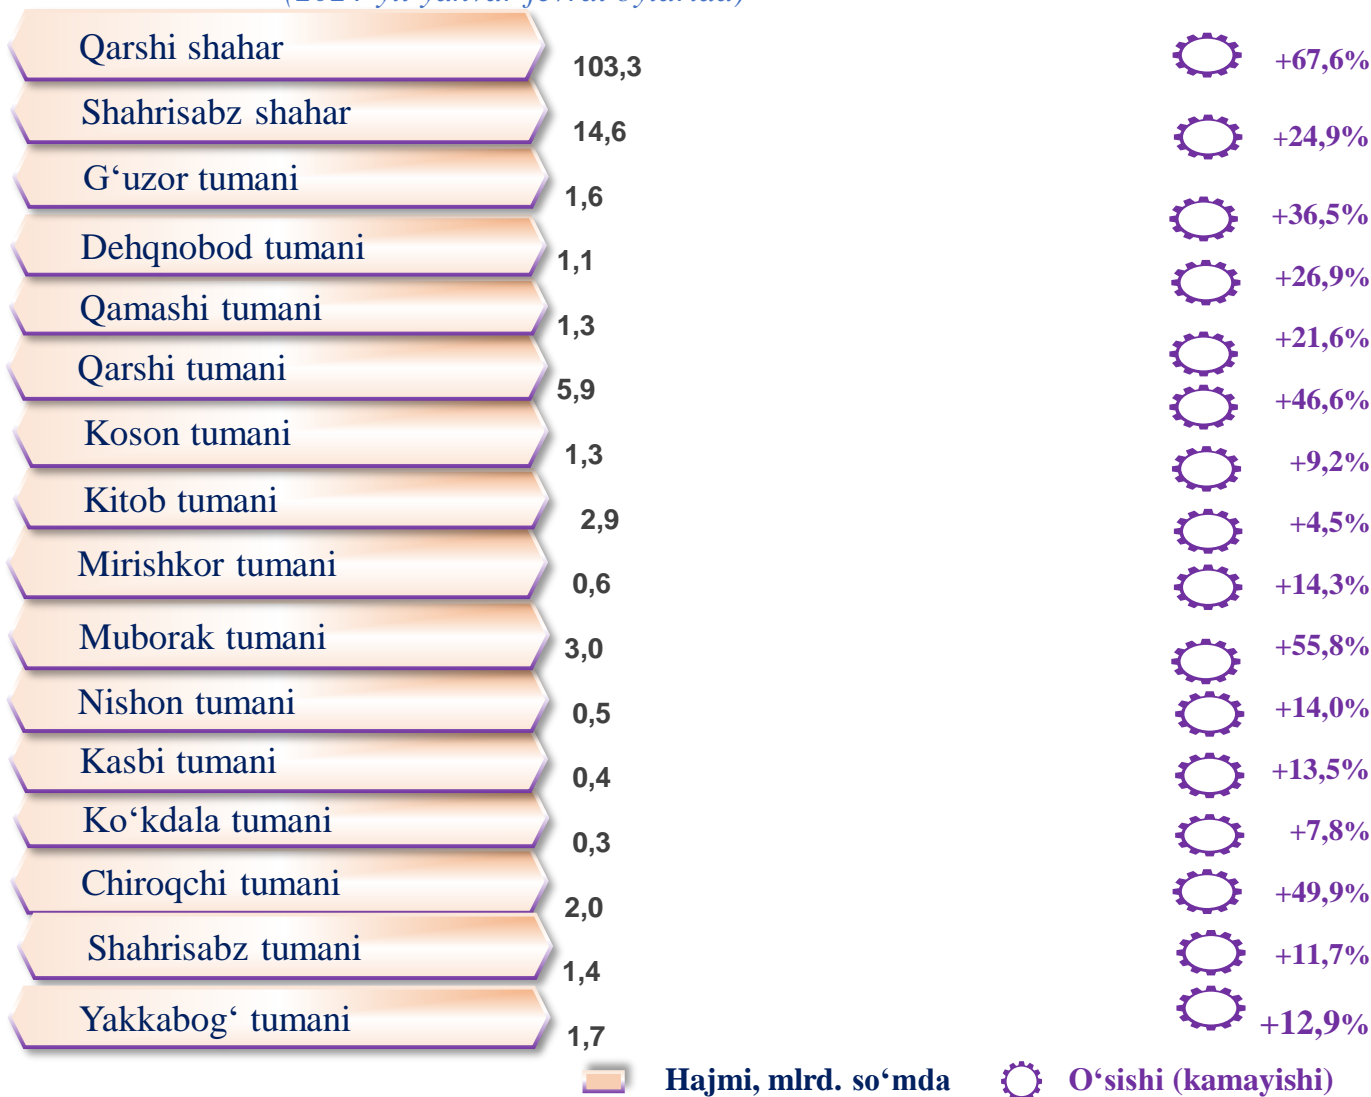 Qarshi shahar 103,3 +67,6%
Shahrisabz shahar 14,6 +24,9%
G‘uzor tumani 1,6 +36,5%
Dehqnobod tumani 1,1 +26,9%
Qamashi tumani 1,3 +21,6%
Qarshi tumani 5,9 +46,6%
Koson tumani 1,3 +9,2%
Kitob tumani 2,9 +4,5%
Mirishkor tumani 0,6 +14,3%
Muborak tumani 3,0 +55,8%
Nishon tumani 0,5 +14,0%
Kasbi tumani 0,4 +13,5%
Ko‘kdala tumani 0,3 +7,8%
Chiroqchi tumani 2,0 +49,9%
Shahrisabz tumani 1,4 +11,7%
Yakkabog‘ tumani 1,7 +12,9%
Hajmi, mlrd. so‘mda O‘sishi (kamayishi)